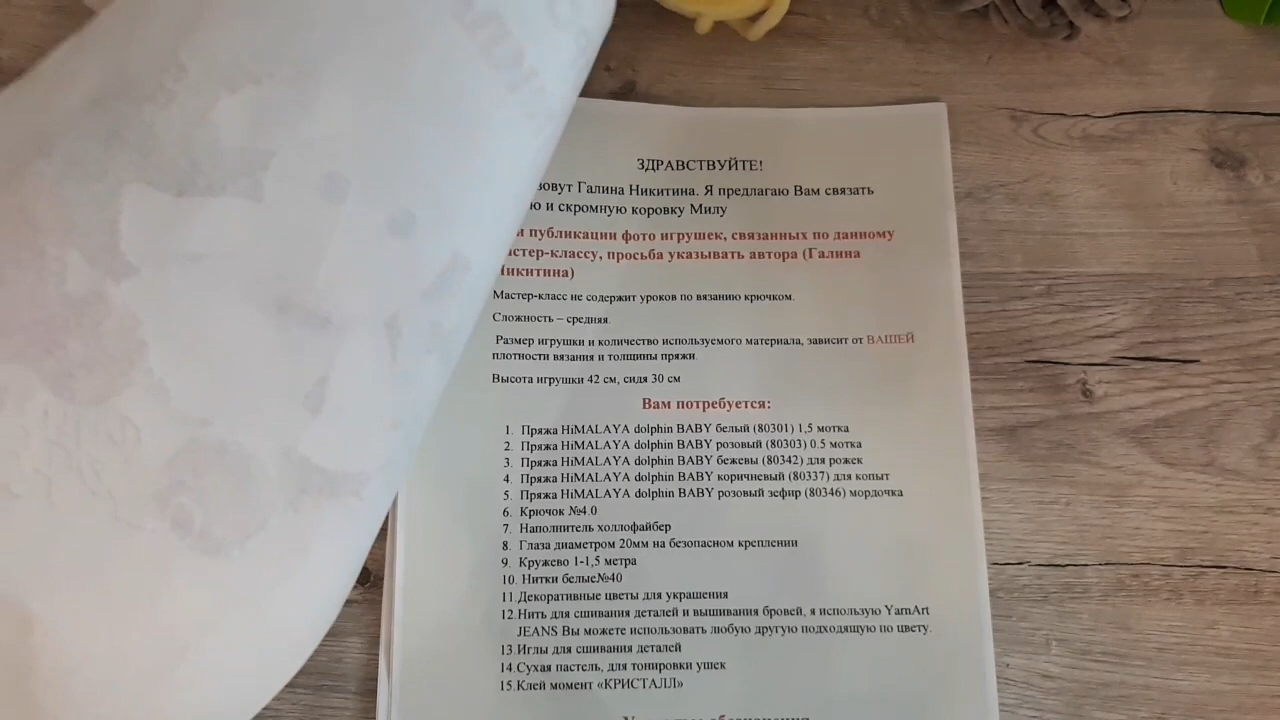 ЗДРАВСТВУЙТЕ!
Галина Никитина. Я предлагаю Вам связать
и скромную коровку Милу
публикации фото игрушек, связанных по данному
просьба указывать автора (Галина
Мастер-класс не содержит уроков по вязанию крючком.
Сложность – средняя.
Размер игрушки и количество используемого материала, зависит от ВАШЕЙ
плотности вязания и толщины пряжи.
Высота игрушки 42 см, сидя 30 см
Вам потребуется:
1. Пряжа HiMALAYA dolphin BABY белый (80301) 1,5 мотка
2. Пряжа HiMALAYA dolphin BABY розовый (80303) 0.5 мотка
3. Пряжа HiMALAYA dolphin BABY бежевы (80342) для рожек
4. Пряжа HiMALAYA dolphin BABY коричневый (80337) для копыт
5. Пряжа HiMALAYA dolphin BABY розовый зефир (80346) мордочка
6. Крючок №4.0
7. Наполнитель холлофайбер
8. Глаза диаметром 20мм на безопасном креплении
9. Кружево 1-1,5 метра
10. Нитки белые№40
11.Декоративные цветы для украшения
12.Нить для сшивания деталей и вышивания бровей, я использую YarnArt
JEANS Вы можете использовать любую другую подходящую по цвету.
13.Иглы для сшивания деталей
14.Сухая пастель, для тонировки ушек
15.Клей момент «КРИСТАЛЛ»